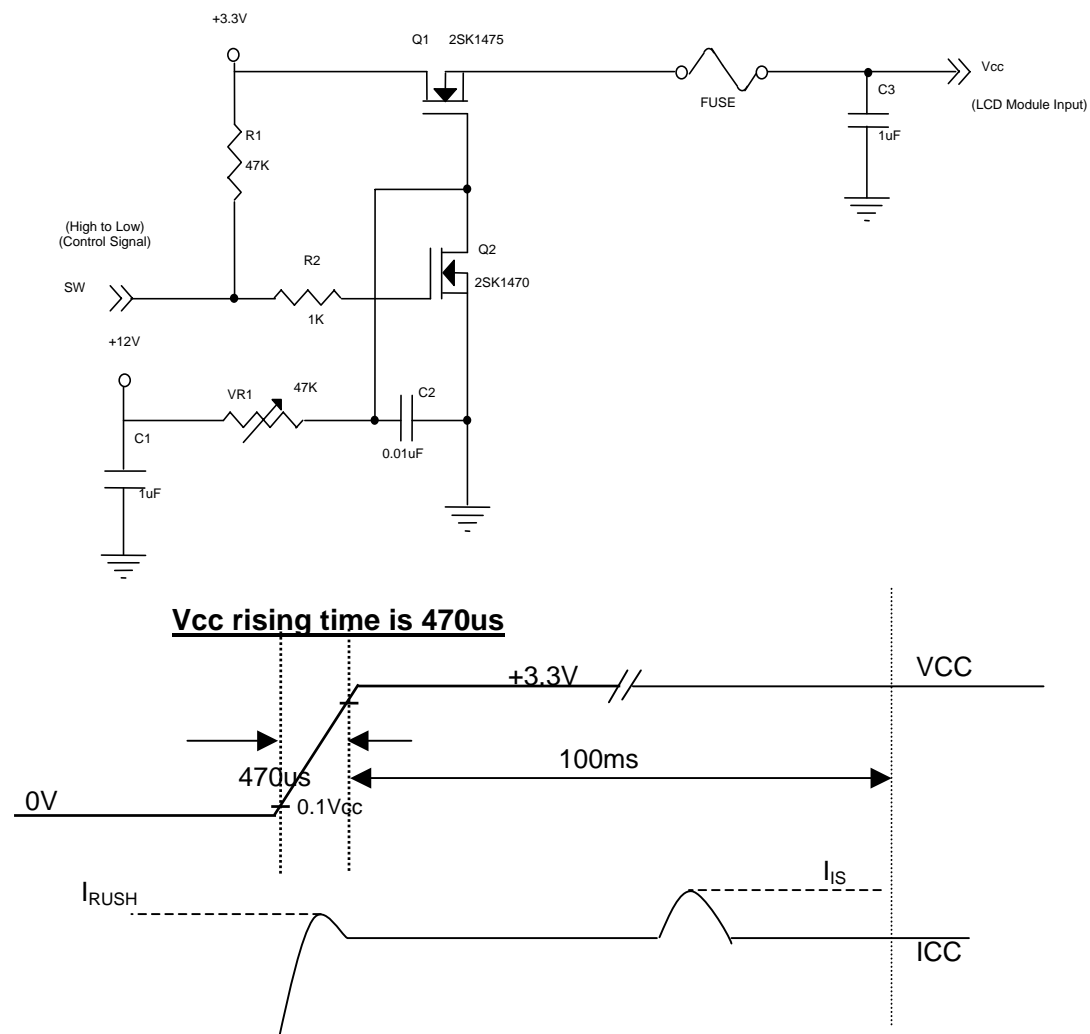 +3.3V
Q1 2SK1475
Vcc
C3
FUSE
(LCD Module Input)
R1
1uF
47K
(High to Low)
(Control Signal)
Q2
R2
SW
2SK1470
1K
+12V
VR1
47K
C2
C1
0.01uF
1uF
Vcc rising time is 470us
+3.3V
VCC
100ms
470us
0V
0.1Vcc
IRUSH
IIS
ICC